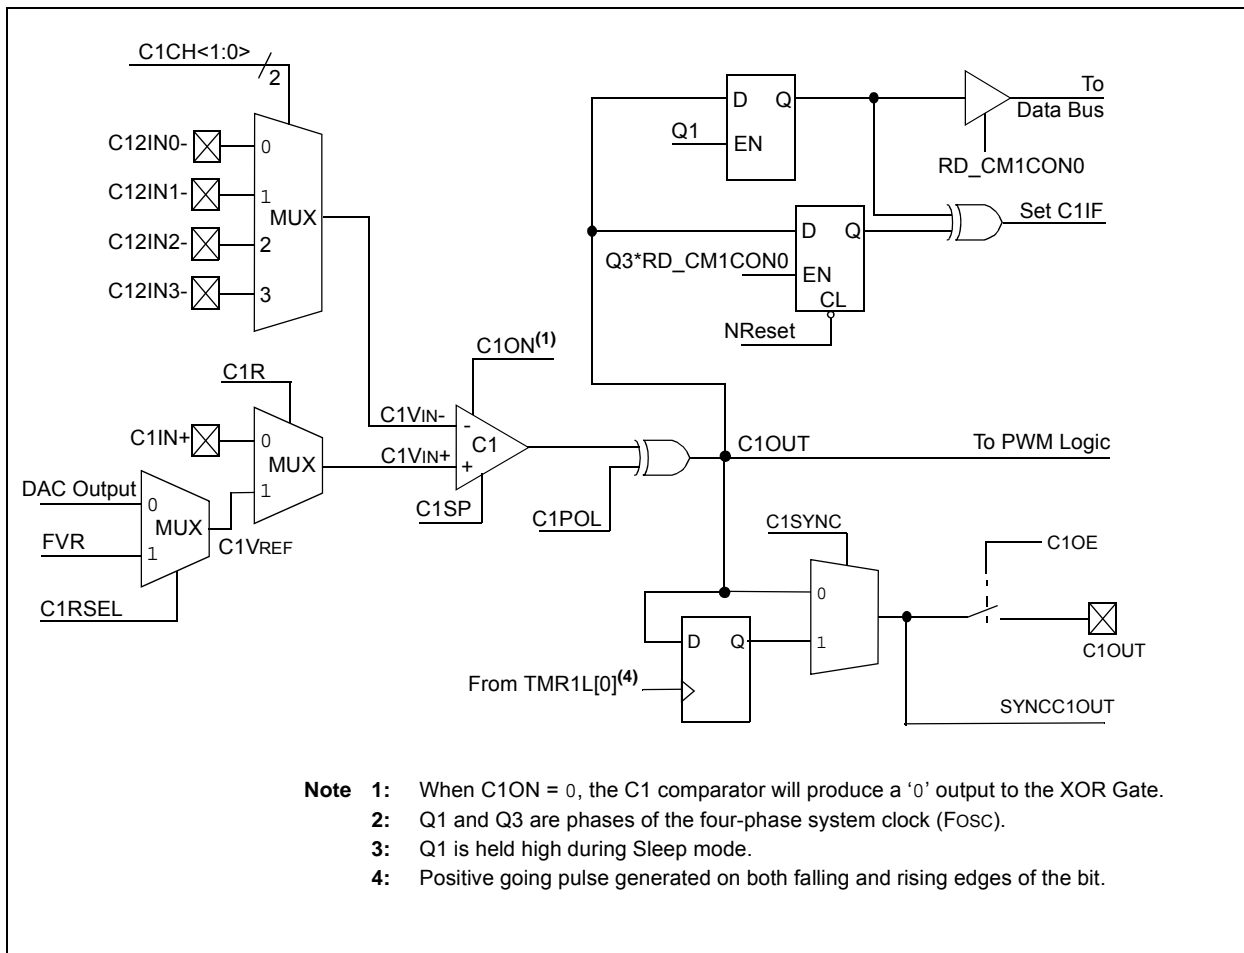 C1CH<1:0>
2
C12IN0-
0
C12IN1-
1
MUX
C12IN2-
2
C12IN3-
3
C1R
C1IN+
0
MUX
1
DAC Output
0
MUX
FVR
1
C1VREF
C1RSEL
C1ON(1)
C1VIN-
-
C1
C1VIN+
+
C1SP
C1POL
D Q
Q1
EN
To
Data Bus
RD_CM1CON0
D Q
Q3*RD_CM1CON0
EN
CL
NReset
Set C1IF
C1OUT
To PWM Logic
C1SYNC
0
1
D Q
From TMR1L[0](4)
C1OE
C1OUT
SYNCC1OUT
Note 1: When C1ON = 0, the C1 comparator will produce a ‘0’ output to the XOR Gate.
2: Q1 and Q3 are phases of the four-phase system clock (FOSC).
3: Q1 is held high during Sleep mode.
4: Positive going pulse generated on both falling and rising edges of the bit.